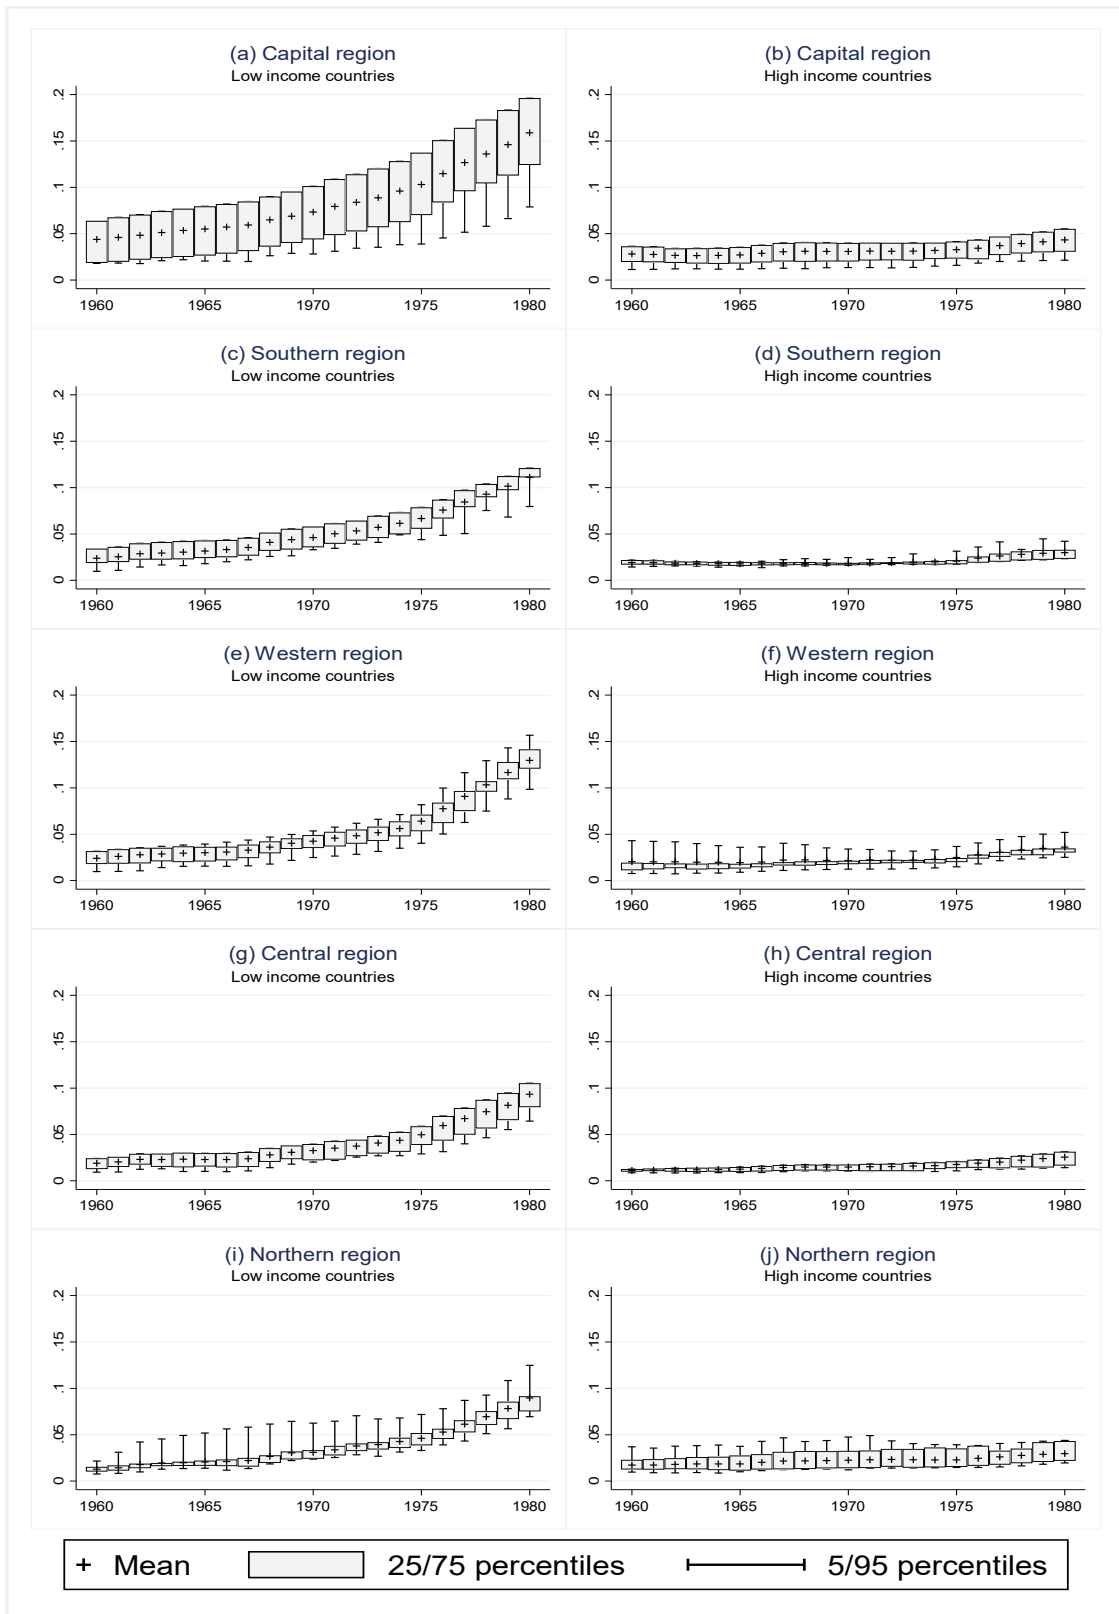 (a) Capital region
Low income countries
.2
.15
.1
.05
0
1960 1965 1970 1975 1980
(b) Capital region
High income countries
.2
.15
.1
.05
0
1960 1965 1970 1975 1980
(c) Southern region
Low income countries
.2
.15
.1
.05
0
1960 1965 1970 1975 1980
(d) Southern region
High income countries
.2
.15
.1
.05
0
1960 1965 1970 1975 1980
(e) Western region
Low income countries
.2
.15
.1
.05
0
1960 1965 1970 1975 1980
(f) Western region
High income countries
.2
.15
.1
.05
0
1960 1965 1970 1975 1980
(g) Central region
Low income countries
.2
.15
.1
.05
0
1960 1965 1970 1975 1980
(h) Central region
High income countries
.2
.15
.1
.05
0
1960 1965 1970 1975 1980
(i) Northern region
Low income countries
.2
.15
.1
.05
0
1960 1965 1970 1975 1980
(j) Northern region
High income countries
.2
.15
.1
.05
0
1960 1965 1970 1975 1980
+ Mean 25/75 percentiles 5/95 percentiles